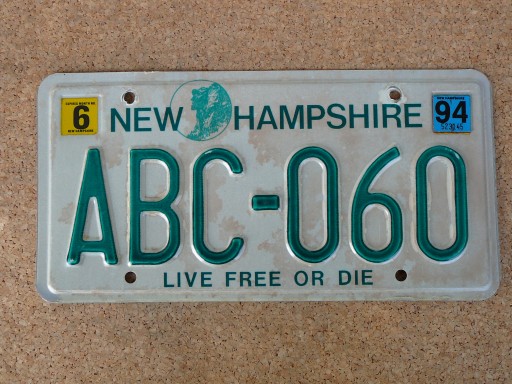 6 NEW HAMPSHIRE 94
ABC-060
LIVE FREE OR DIE